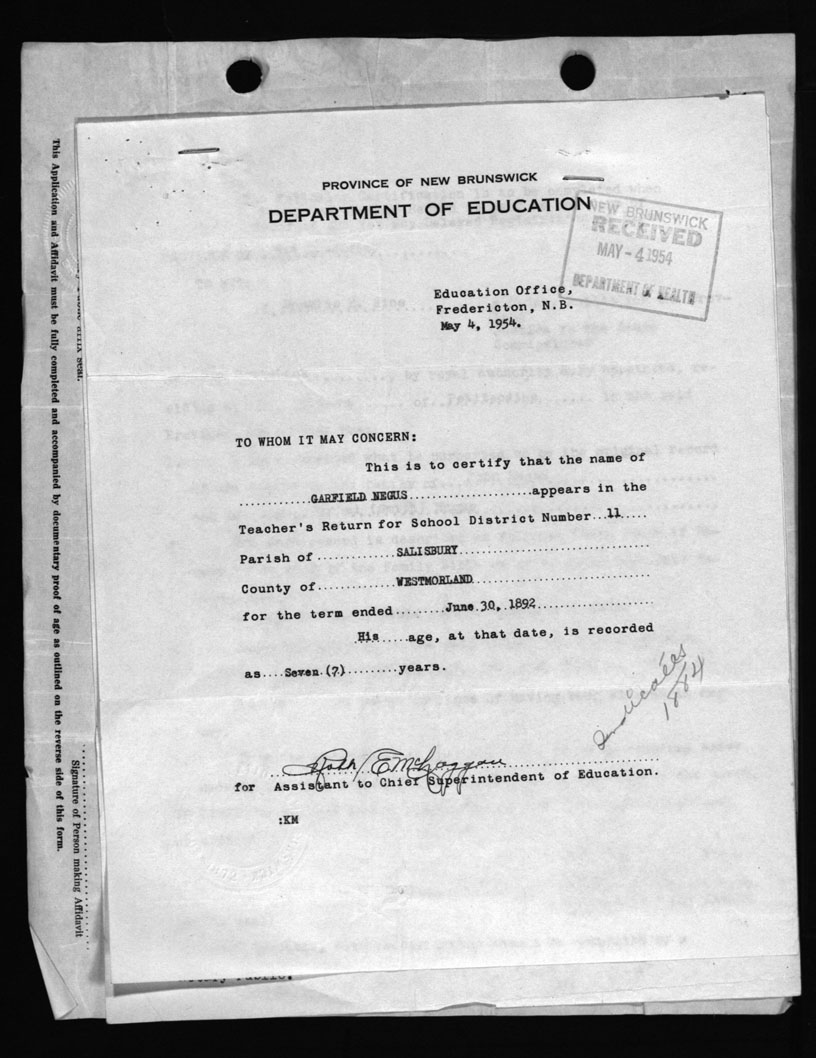 PROVINCE OF NEW BRUNSWICK
DEPARTMENT OF EDUCATION
NEW BRUNSWICK
RECEIVED
MAY - 4 1954
DEPARTMENT OF HEALTH
Education Office,
Fredericton, N.B.
May 4, 1954.
TO WHOM IT MAY CONCERN:
This is to certify that the name of
............GARFIELD NEGUS....................appears in the
Teacher's Return for School District Number...11....
Parish of.............SALISBURY................................
County of.............WESTMORLAND..............................
for the term ended........June 30, 1892...................
His.....age, at that date, is recorded
as....Seven (7).........years.
Indicates
1884
for Assistant to Chief Superintendent of Education.
:KM
This Application and Affidavit must be fully completed and accompanied by documentary proof of age as outlined on the reverse side of this form.
Signature of Person making Affidavit